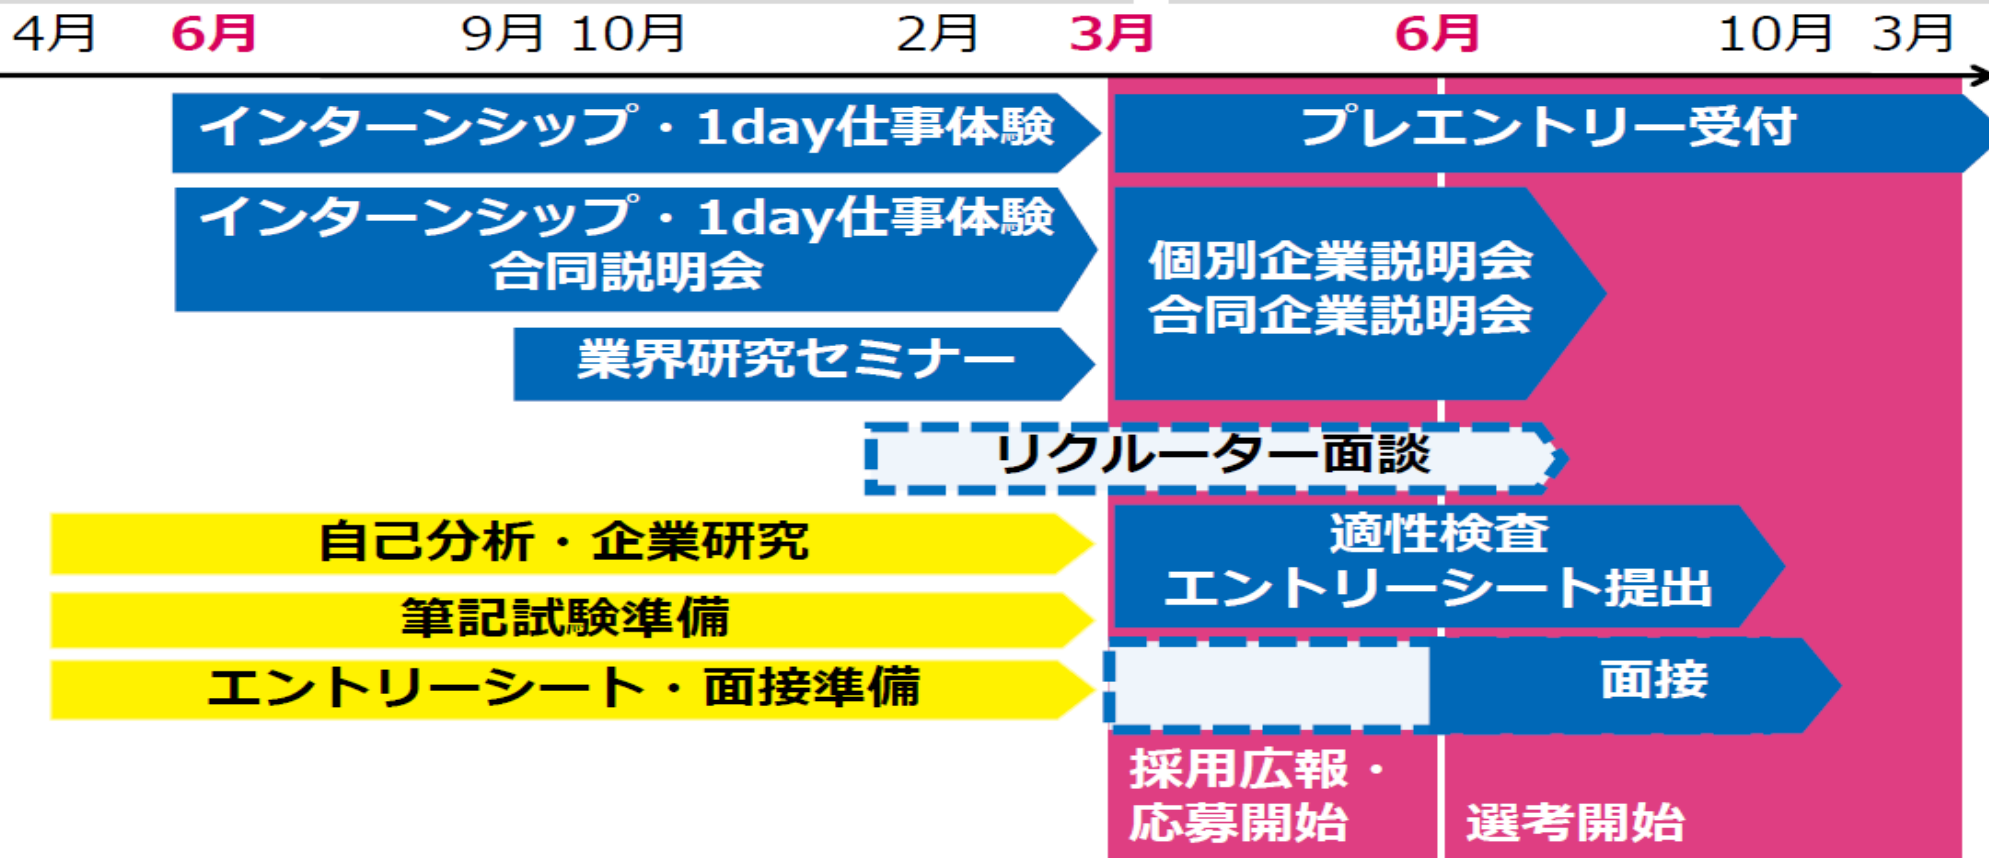 4月 6月 9月 10月 2月 3月 6月 10月 3月
インターンシップ・1day仕事体験
プレエントリー受付
インターンシップ・1day仕事体験
合同説明会
個別企業説明会
合同企業説明会
業界研究セミナー
リクルーター面談
自己分析・企業研究
適性検査
エントリーシート提出
筆記試験準備
エントリーシート・面接準備
面接
採用広報・
応募開始
選考開始